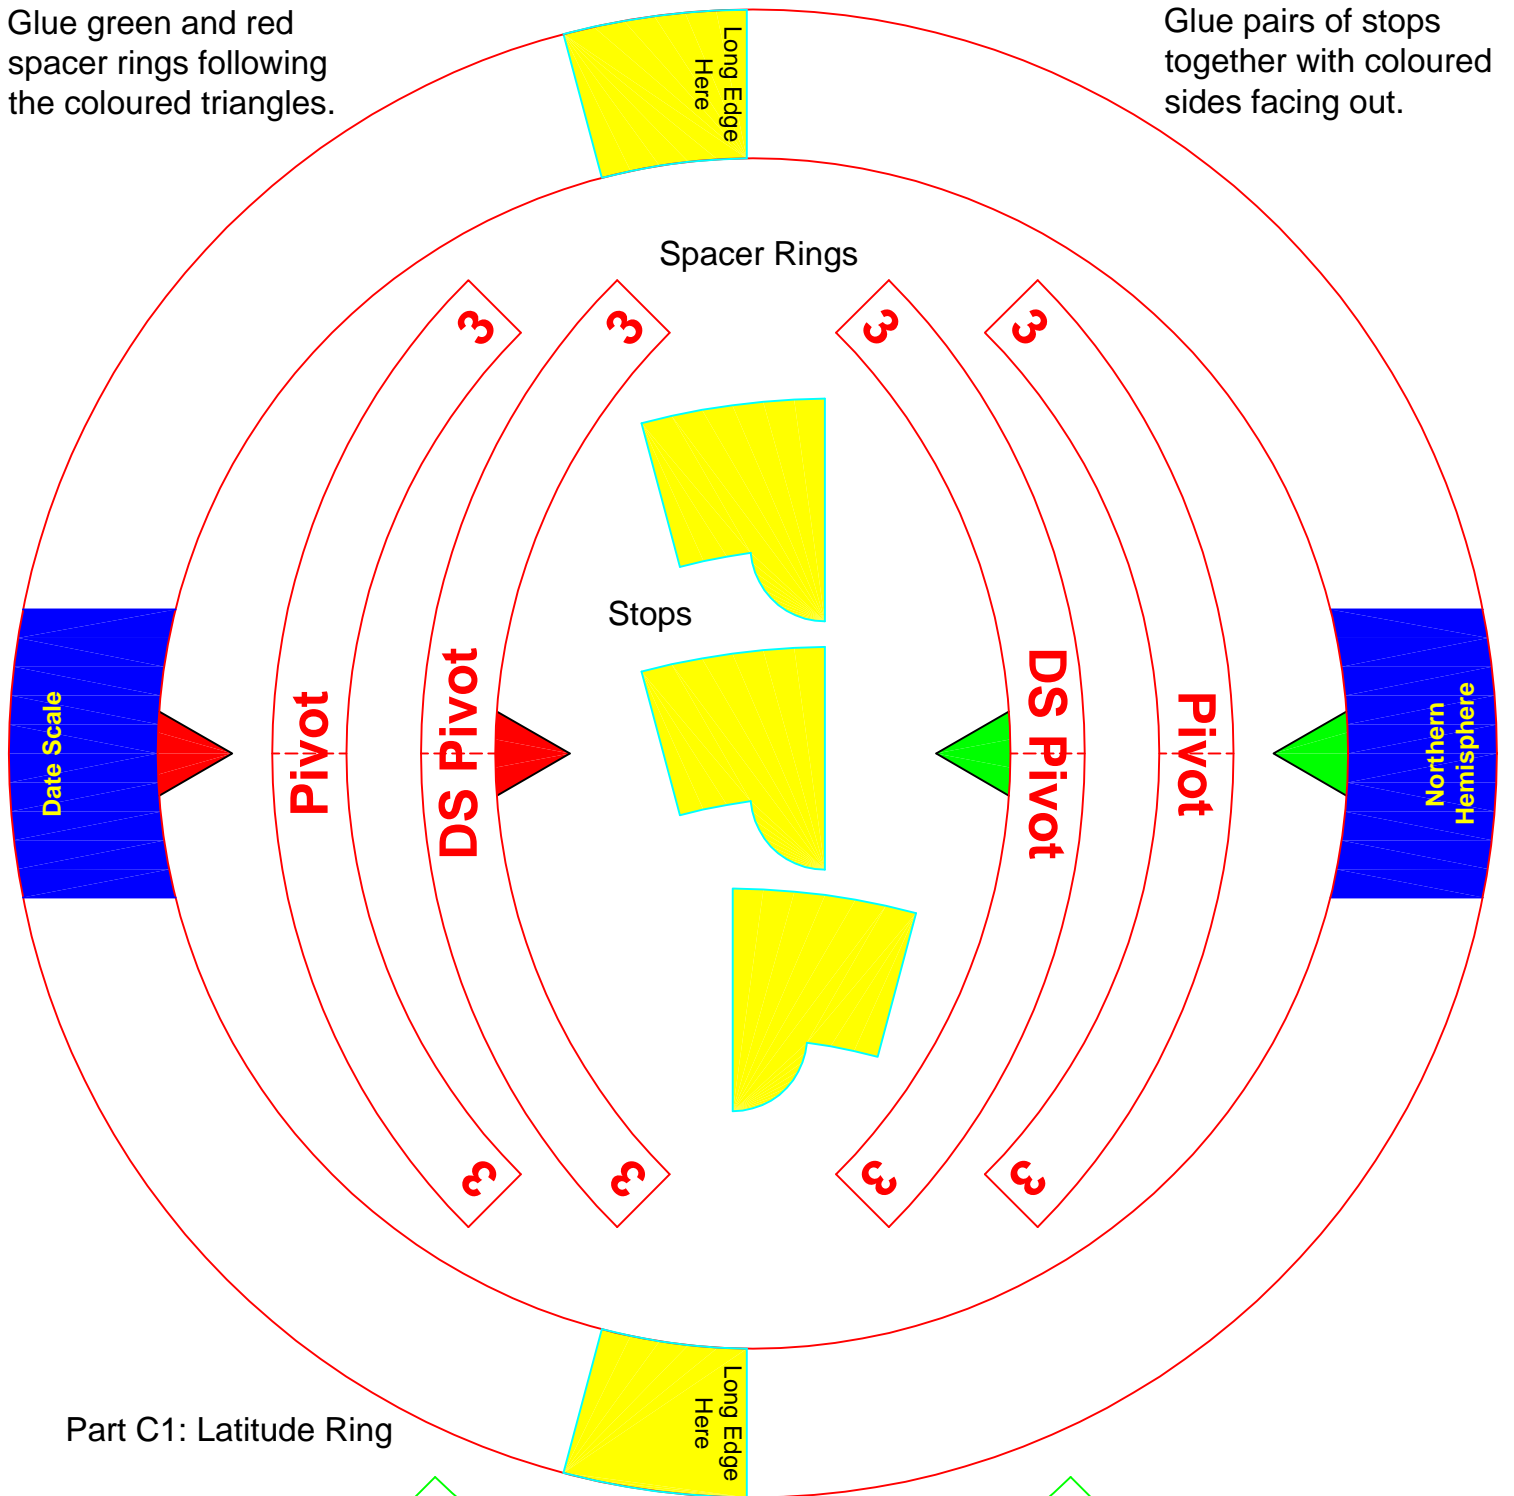 Glue green and red
spacer rings following
the coloured triangles.
Glue pairs of stops
together with coloured
sides facing out.
Long Edge
Here
Spacer Rings
3
3
3
3
Stops
Date Scale
Pivot
DS Pivot
DS Pivot
Pivot
Northern
Hemisphere
3
3
3
3
Long Edge
Here
Part C1: Latitude Ring